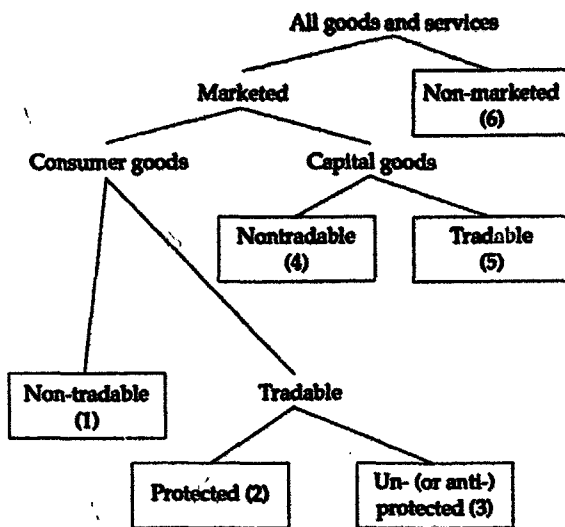 All goods and services
Marketed
Non-marketed
(6)
Consumer goods
Capital goods
Nontradable
(4)
Tradable
(5)
Non-tradable
(1)
Tradable
Protected (2)
Un- (or anti-)
protected (3)